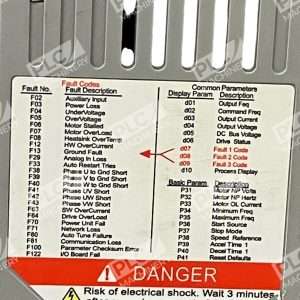 Fault Codes
Fault No. Fault Description
F02 Auxiliary Input
F03 Power Loss
F04 UnderVoltage
F05 OverVoltage
F06 Motor Stalled
F07 Motor OverLoad
F08 Heatsink OverTemp
F12 HW OverCurrent
F13 Ground Fault
F29 Analog In Loss
F33 Auto Restart Tries
F38 Phase U to Gnd Short
F39 Phase V to Gnd Short
F40 Phase W to Gnd Short
F41 Phase UV Short
F42 Phase UW Short
F43 Phase VW Short
F63 SW OverCurrent
F64 Drive OverLoad
F70 Power Unit Fault
F71 Network Loss
F80 Auto Tune Failure
F81 Communication Loss
F100 Parameter Checksum Error
F122 I/O Board Fail
Common Parameters
Display Param Description
d01 Output Freq
d02 Command Freq
d03 Output Current
d04 Output Voltage
d05 DC Bus Voltage
d06 Drive Status
d07 Fault 1 Code
d08 Fault 2 Code
d09 Fault 3 Code
d10 Process Display
Basic Param Description
P31 Motor NP Volts
P32 Motor NP Hertz
P33 Motor OL Current
P34 Minimum Freq
P35 Maximum Freq
P36 Start Source
P37 Stop Mode
P38 Speed Reference
P39 Accel Time 1
P40 Decel Time 1
P41 Reset Defaults
DANGER
Risk of electrical shock. Wait 3 minutes